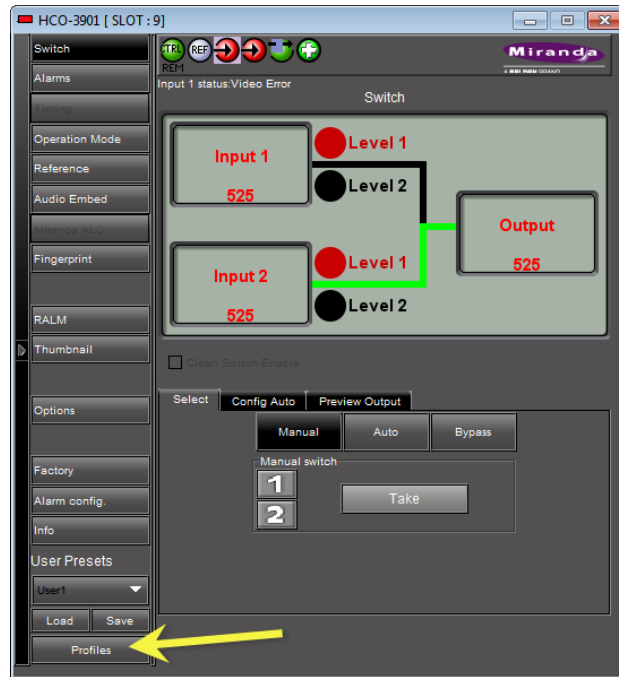 HCO-3901 [ SLOT : 9]
Switch
Alarms
Timing
Operation Mode
Reference
Audio Embed
Miranda ALC
Fingerprint
RALM
Thumbnail
Options
Factory
Alarm config.
Info
User Presets
User1
Load Save
Profiles
CTRL REF
REM
Miranda
Input 1 status:Video Error
Switch
Input 1
525
Level 1
Level 2
Input 2
525
Level 1
Level 2
Output
525
Clean Switch Enable
Select Config Auto Preview Output
Manual Auto Bypass
Manual switch
1
2
Take